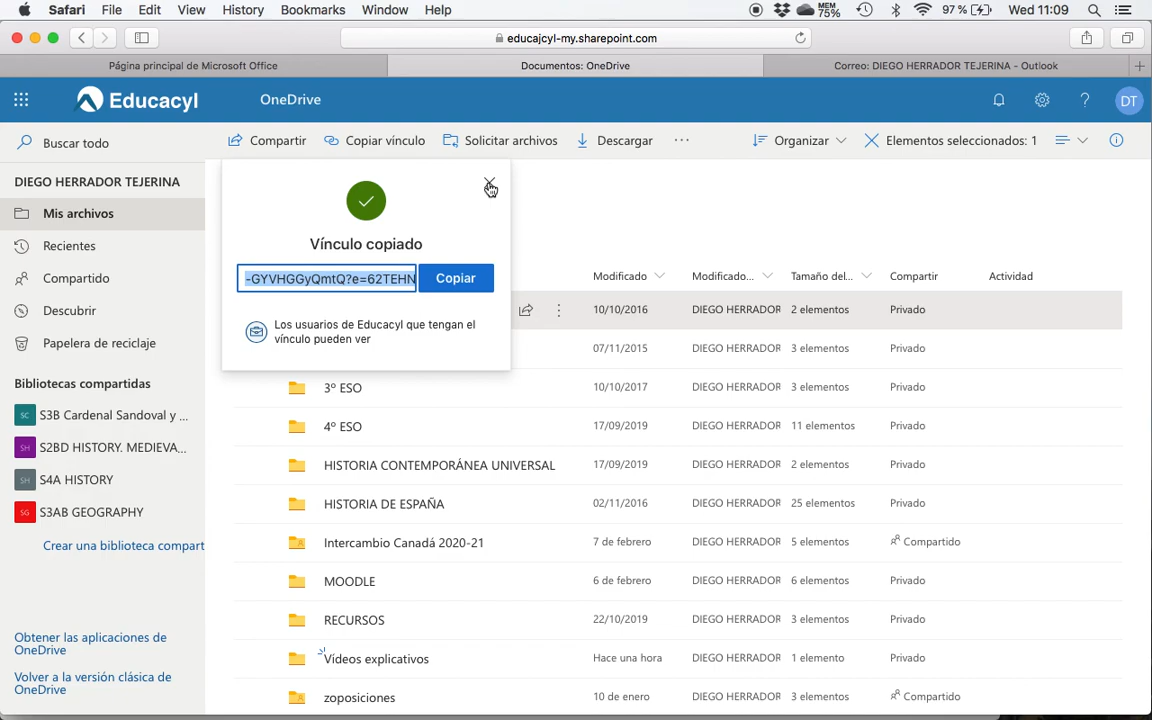 Safari File Edit View History Bookmarks Window Help MEM 75% 97 % Wed 11:09
educajcyl-my.sharepoint.com
Página principal de Microsoft Office Documentos: OneDrive Correo: DIEGO HERRADOR TEJERINA - Outlook
Educacyl OneDrive ? DT
Buscar todo Compartir Copiar vínculo Solicitar archivos Descargar ... Organizar Elementos seleccionados: 1
DIEGO HERRADOR TEJERINA
Mis archivos
Recientes
Compartido
Descubrir
Papelera de reciclaje
Bibliotecas compartidas
SC S3B Cardenal Sandoval y ...
SH S2BD HISTORY. MEDIEVA...
SH S4A HISTORY
SG S3AB GEOGRAPHY
Crear una biblioteca compart
Obtener las aplicaciones de
OneDrive
Volver a la versión clásica de
OneDrive
Vínculo copiado
-GYVHGGyQmtQ?e=62TEHN Copiar
Los usuarios de Educacyl que tengan el
vínculo pueden ver
Modificado Modificado... Tamaño del... Compartir Actividad
10/10/2016 DIEGO HERRADOR 2 elementos Privado
07/11/2015 DIEGO HERRADOR 3 elementos Privado
3º ESO 10/10/2017 DIEGO HERRADOR 3 elementos Privado
4º ESO 17/09/2019 DIEGO HERRADOR 11 elementos Privado
HISTORIA CONTEMPORÁNEA UNIVERSAL 17/09/2019 DIEGO HERRADOR 2 elementos Privado
HISTORIA DE ESPAÑA 02/11/2016 DIEGO HERRADOR 25 elementos Privado
Intercambio Canadá 2020-21 7 de febrero DIEGO HERRADOR 5 elementos Compartido
MOODLE 6 de febrero DIEGO HERRADOR 6 elementos Privado
RECURSOS 22/10/2019 DIEGO HERRADOR 3 elementos Privado
Vídeos explicativos Hace una hora DIEGO HERRADOR 1 elemento Privado
zoposiciones 10 de enero DIEGO HERRADOR 3 elementos Compartido